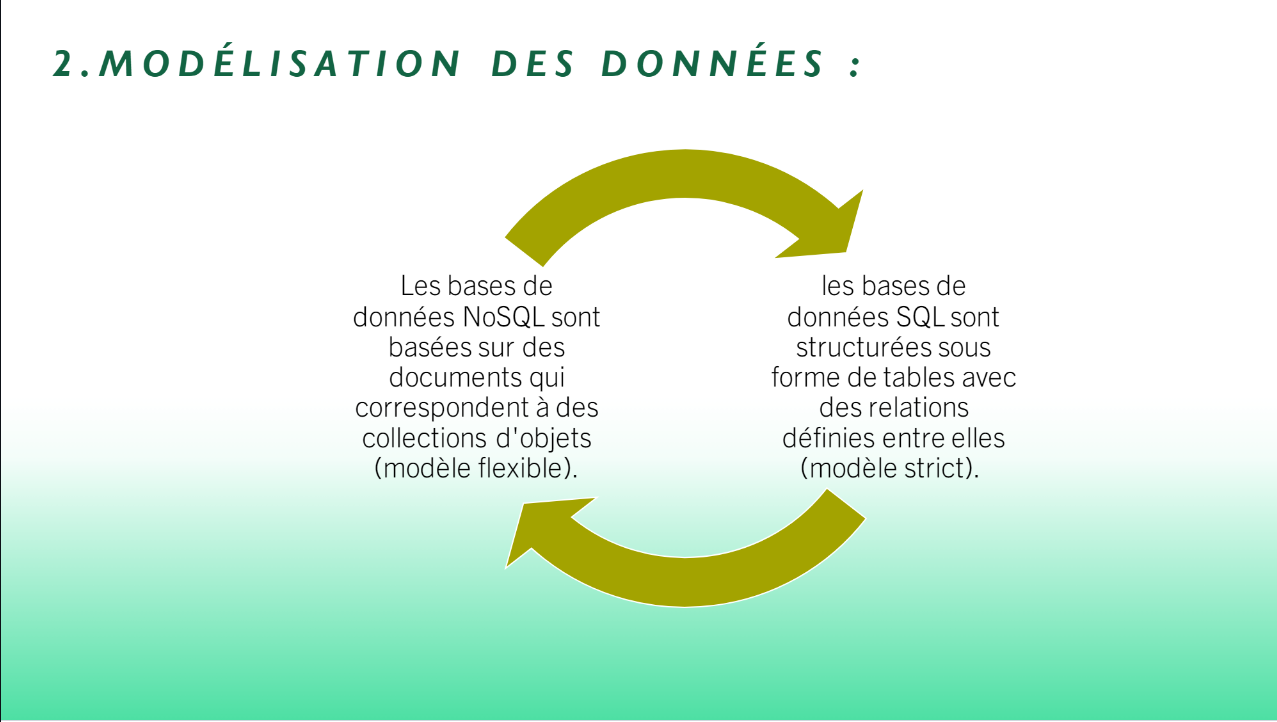 2.MODÉLISATION DES DONNÉES :
Les bases de
données NoSQL sont
basées sur des
documents qui
correspondent à des
collections d'objets
(modèle flexible).
les bases de
données SQL sont
structurées sous
forme de tables avec
des relations
définies entre elles
(modèle strict).